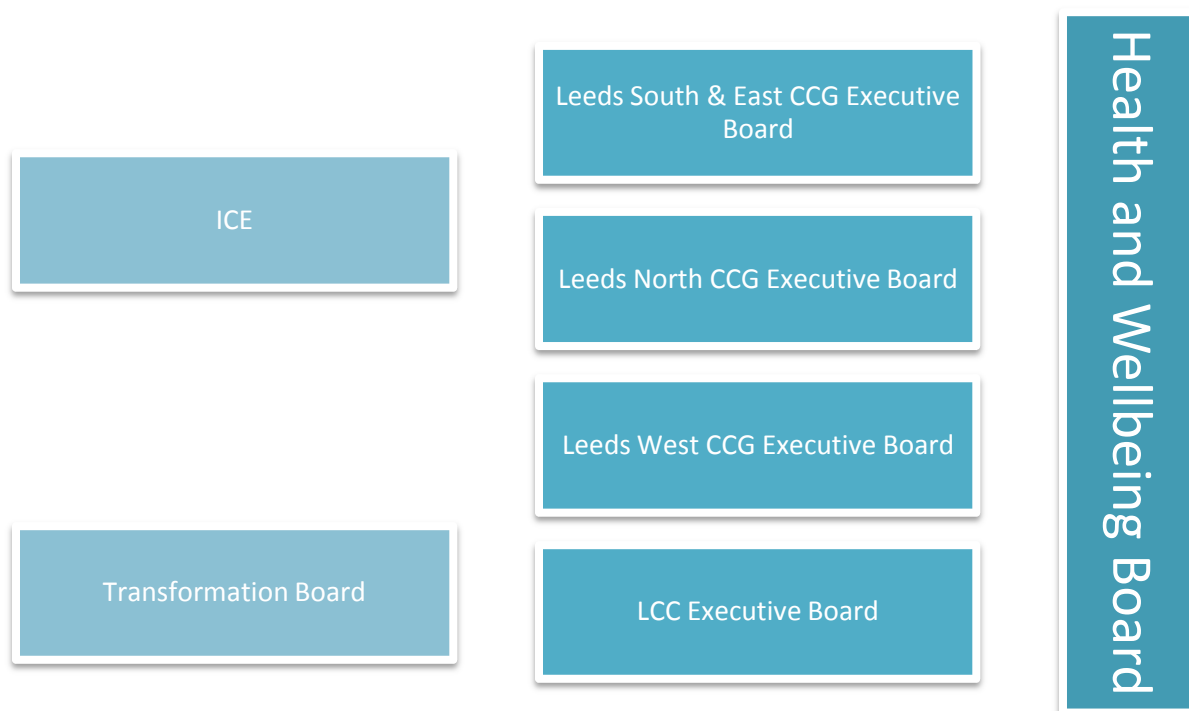 ICE
Transformation Board
Leeds South & East CCG Executive
Board
Leeds North CCG Executive Board
Leeds West CCG Executive Board
LCC Executive Board
Health and Wellbeing Board